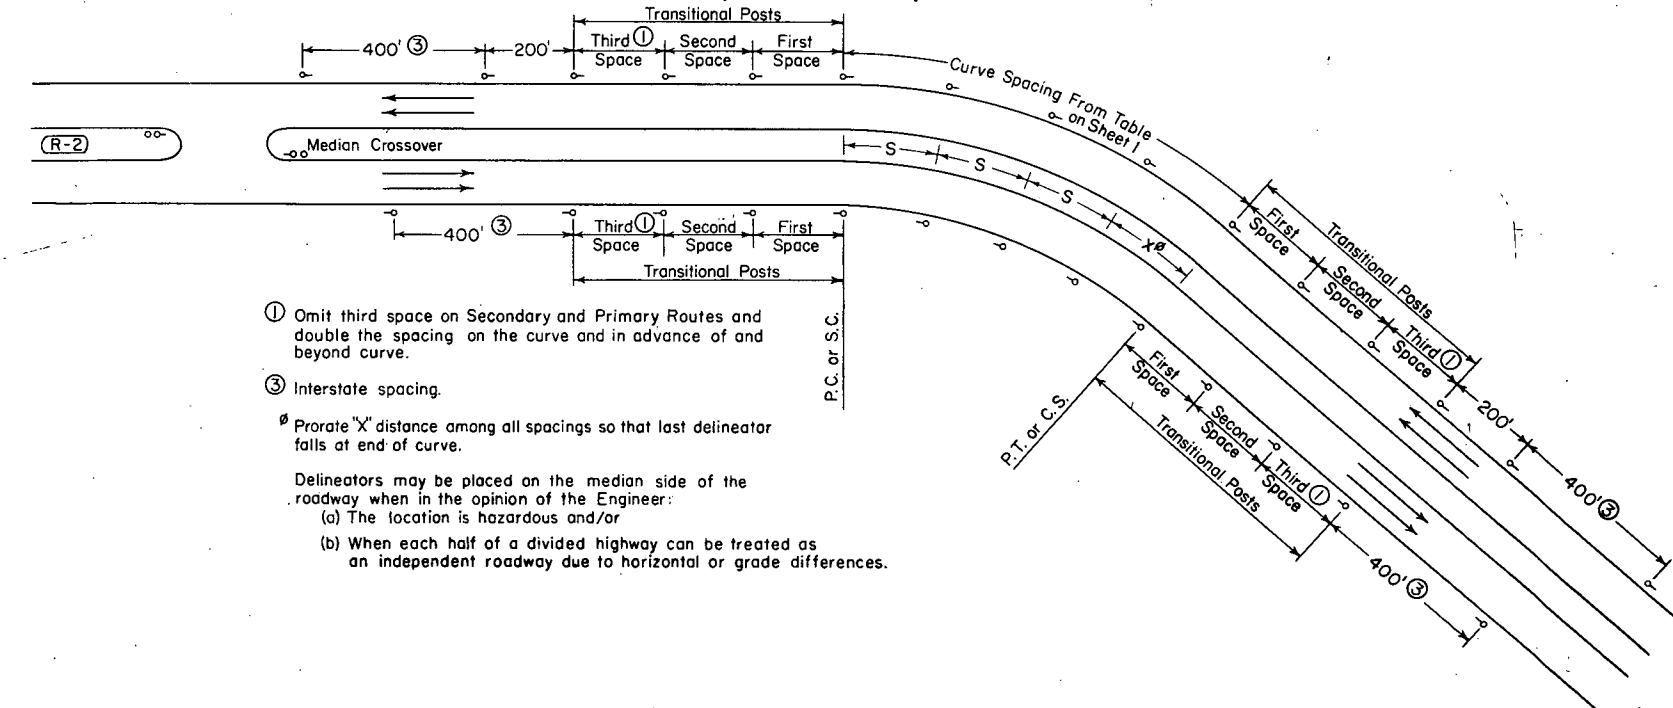 Transitional Posts
400' ③
200'
Third ①
Space
Second
Space
First
Space
Curve Spacing From Table
on Sheet 1
R-2
Median Crossover
S
S
S
X ø
400' ③
Third ①
Space
Second
Space
First
Space
Transitional Posts
P.C. or S.C.
First
Space
Second
Space
Third ①
Space
Transitional Posts
200'
400' ③
P.T. or C.S.
First
Space
Second
Space
Third ①
Space
Transitional Posts
400' ③
① Omit third space on Secondary and Primary Routes and
double the spacing on the curve and in advance of and
beyond curve.
③ Interstate spacing.
ø Prorate "X" distance among all spacings so that last delineator
falls at end of curve.
Delineators may be placed on the median side of the
roadway when in the opinion of the Engineer:
(a) The location is hazardous and/or
(b) When each half of a divided highway can be treated as
an independent roadway due to horizontal or grade differences.